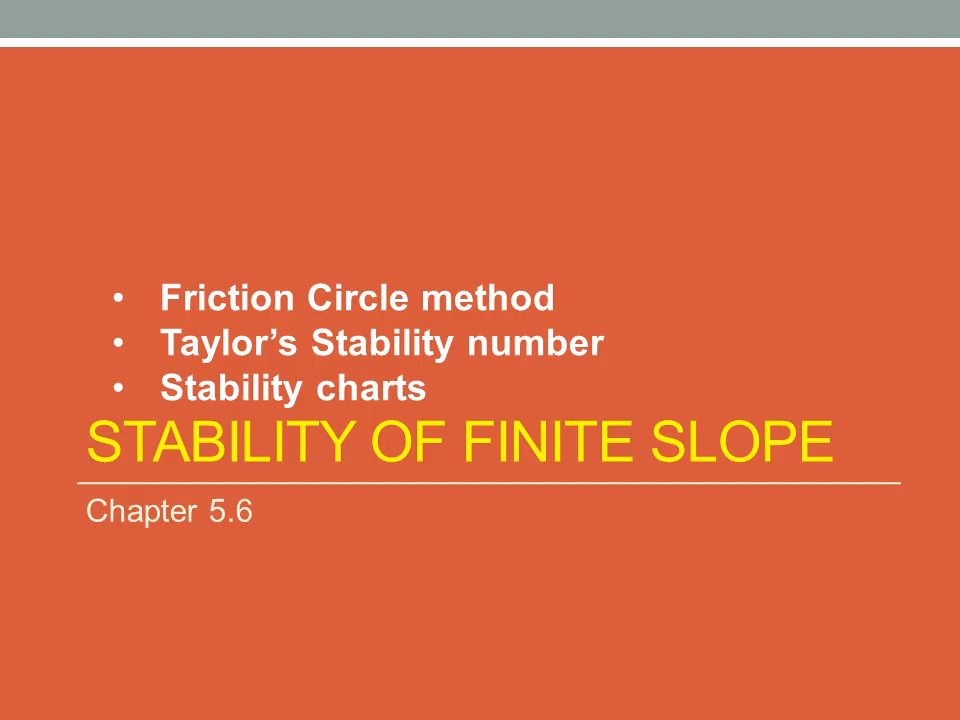 • Friction Circle method
• Taylor’s Stability number
• Stability charts
STABILITY OF FINITE SLOPE
Chapter 5.6